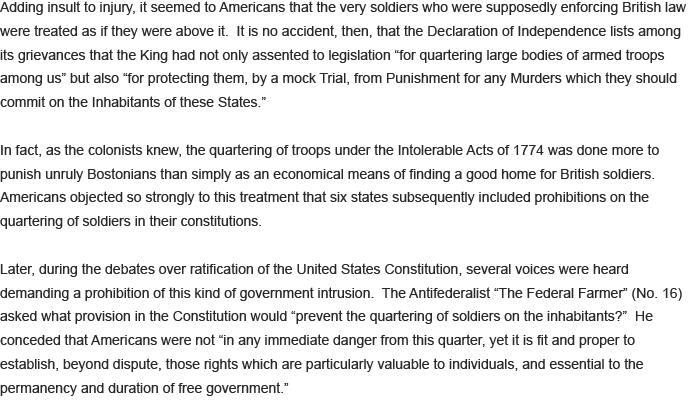 Adding insult to injury, it seemed to Americans that the very soldiers who were supposedly enforcing British law
were treated as if they were above it.  It is no accident, then, that the Declaration of Independence lists among
its grievances that the King had not only assented to legislation “for quartering large bodies of armed troops
among us” but also “for protecting them, by a mock Trial, from Punishment for any Murders which they should
commit on the Inhabitants of these States.”

In fact, as the colonists knew, the quartering of troops under the Intolerable Acts of 1774 was done more to
punish unruly Bostonians than simply as an economical means of finding a good home for British soldiers.
Americans objected so strongly to this treatment that six states subsequently included prohibitions on the
quartering of soldiers in their constitutions.

Later, during the debates over ratification of the United States Constitution, several voices were heard
demanding a prohibition of this kind of government intrusion.  The Antifederalist “The Federal Farmer” (No. 16)
asked what provision in the Constitution would “prevent the quartering of soldiers on the inhabitants?”  He
conceded that Americans were not “in any immediate danger from this quarter, yet it is fit and proper to
establish, beyond dispute, those rights which are particularly valuable to individuals, and essential to the
permanency and duration of free government.”